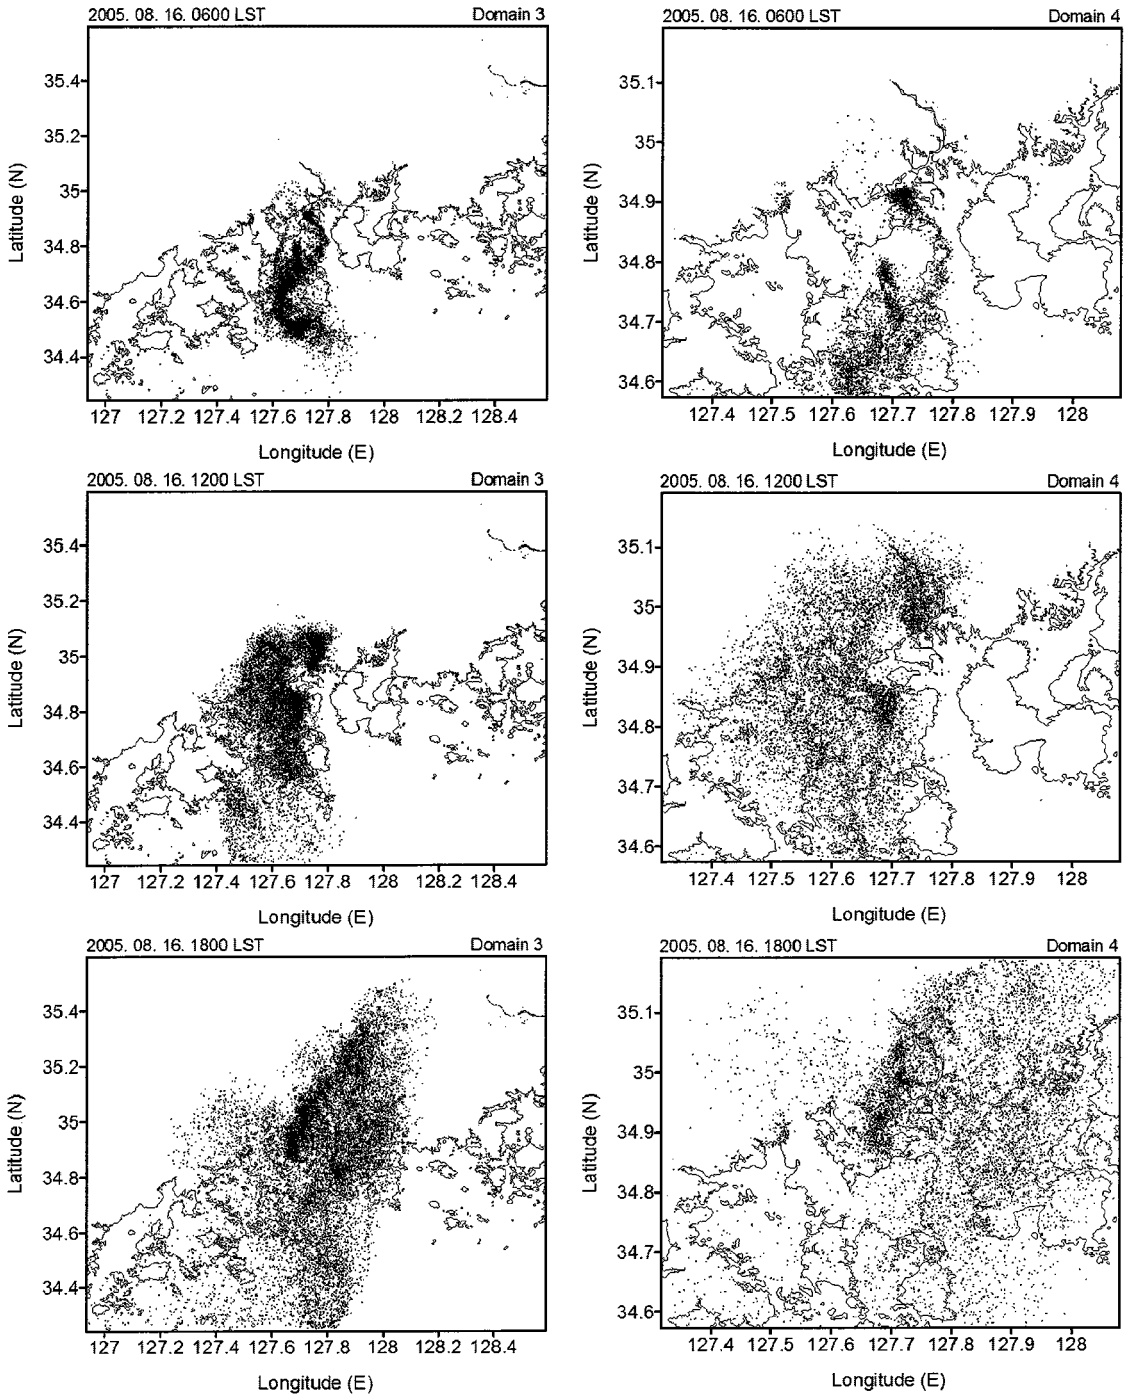 2005. 08. 16. 0600 LST Domain 3
35.4
35.2
35
34.8
34.6
34.4
Latitude (N)
127 127.2 127.4 127.6 127.8 128 128.2 128.4
Longitude (E)
2005. 08. 16. 0600 LST Domain 4
35.1
35
34.9
34.8
34.7
34.6
Latitude (N)
127.4 127.5 127.6 127.7 127.8 127.9 128
Longitude (E)
2005. 08. 16. 1200 LST Domain 3
35.4
35.2
35
34.8
34.6
34.4
Latitude (N)
127 127.2 127.4 127.6 127.8 128 128.2 128.4
Longitude (E)
2005. 08. 16. 1200 LST Domain 4
35.1
35
34.9
34.8
34.7
34.6
Latitude (N)
127.4 127.5 127.6 127.7 127.8 127.9 128
Longitude (E)
2005. 08. 16. 1800 LST Domain 3
35.4
35.2
35
34.8
34.6
34.4
Latitude (N)
127 127.2 127.4 127.6 127.8 128 128.2 128.4
Longitude (E)
2005. 08. 16. 1800 LST Domain 4
35.1
35
34.9
34.8
34.7
34.6
Latitude (N)
127.4 127.5 127.6 127.7 127.8 127.9 128
Longitude (E)